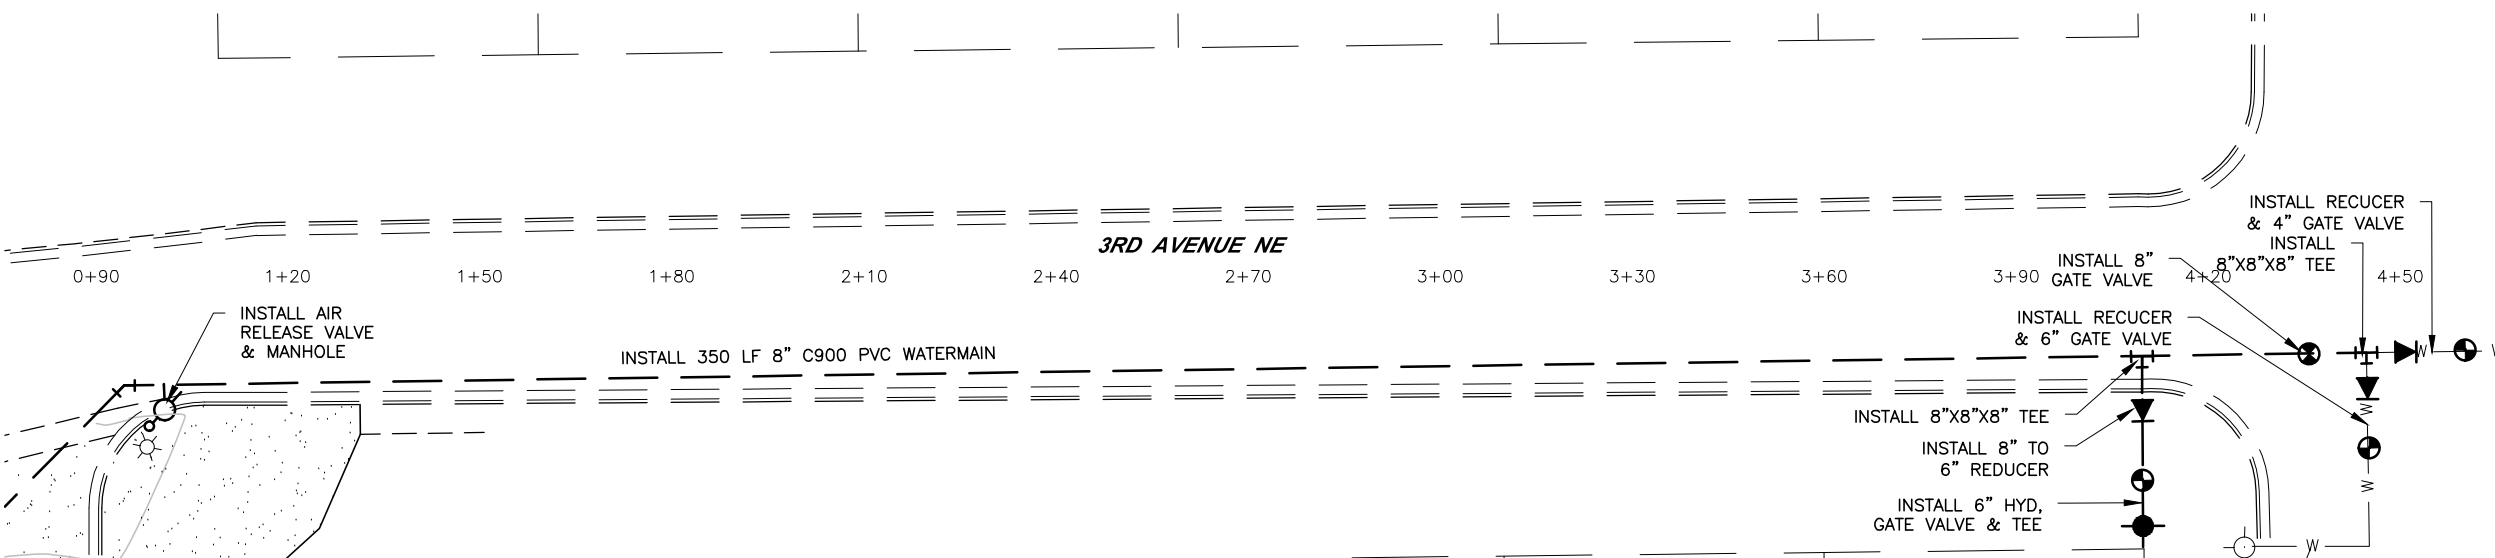 INSTALL RECUCER
& 4" GATE VALVE
INSTALL
8"X8"X8" TEE
INSTALL 8"
GATE VALVE
3RD AVENUE NE
0+90 1+20 1+50 1+80 2+10 2+40 2+70 3+00 3+30 3+60 3+90 4+20 4+50
INSTALL AIR
RELEASE VALVE
& MANHOLE
INSTALL RECUCER
& 6" GATE VALVE
INSTALL 350 LF 8" C900 PVC WATERMAIN
W
INSTALL 8"X8"X8" TEE
W
INSTALL 8" TO
6" REDUCER
W
INSTALL 6" HYD,
GATE VALVE & TEE
W